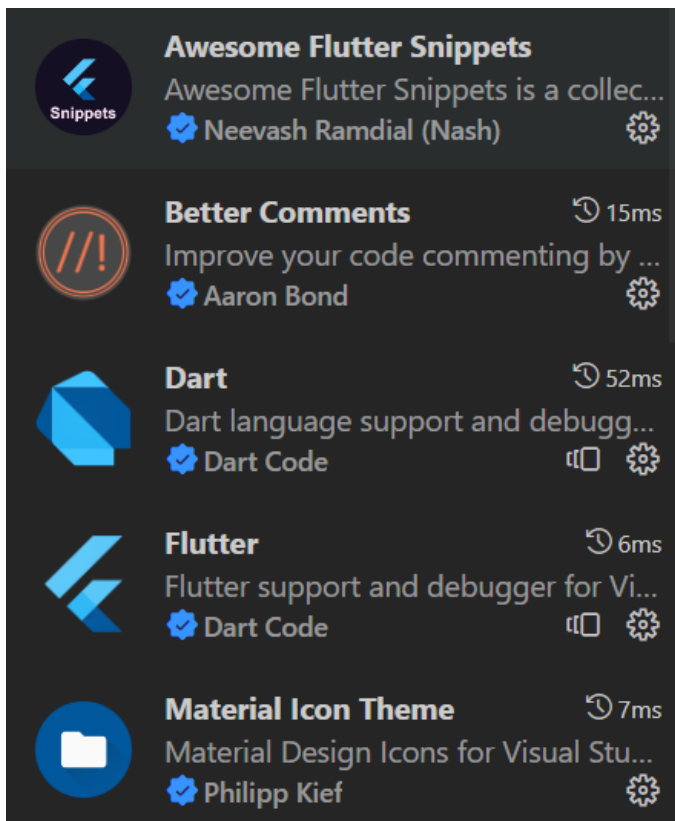 Awesome Flutter Snippets
Snippets
Awesome Flutter Snippets is a collec...
Neevash Ramdial (Nash)
Better Comments 15ms
//!
Improve your code commenting by ...
Aaron Bond
Dart 52ms
Dart language support and debugg...
Dart Code
Flutter 6ms
Flutter support and debugger for Vi...
Dart Code
Material Icon Theme 7ms
Material Design Icons for Visual Stu...
Philipp Kief